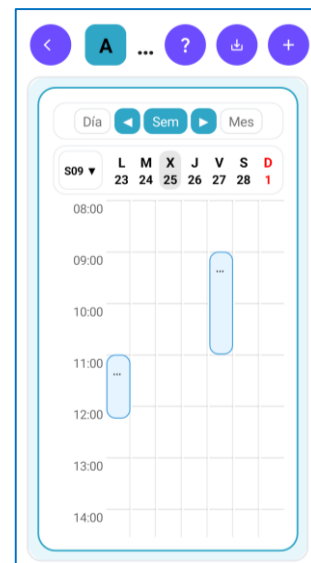 A ... ?
+
Día ◄ Sem ► Mes
S09 ▼
L M X J V S D
23 24 25 26 27 28 1
08:00
09:00
...
10:00
11:00
...
12:00
13:00
14:00